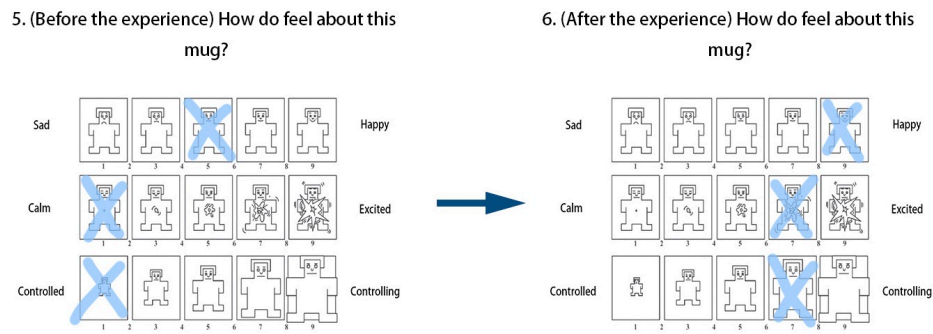 5. (Before the experience) How do feel about this
mug?
Sad
Happy
1 2 3 4 5 6 7 8 9
Calm
Excited
1 2 3 4 5 6 7 8 9
Controlled
Controlling
1 2 3 4 5 6 7 8 9
6. (After the experience) How do feel about this
mug?
Sad
Happy
1 2 3 4 5 6 7 8 9
Calm
Excited
1 2 3 4 5 6 7 8 9
Controlled
Controlling
1 2 3 4 5 6 7 8 9